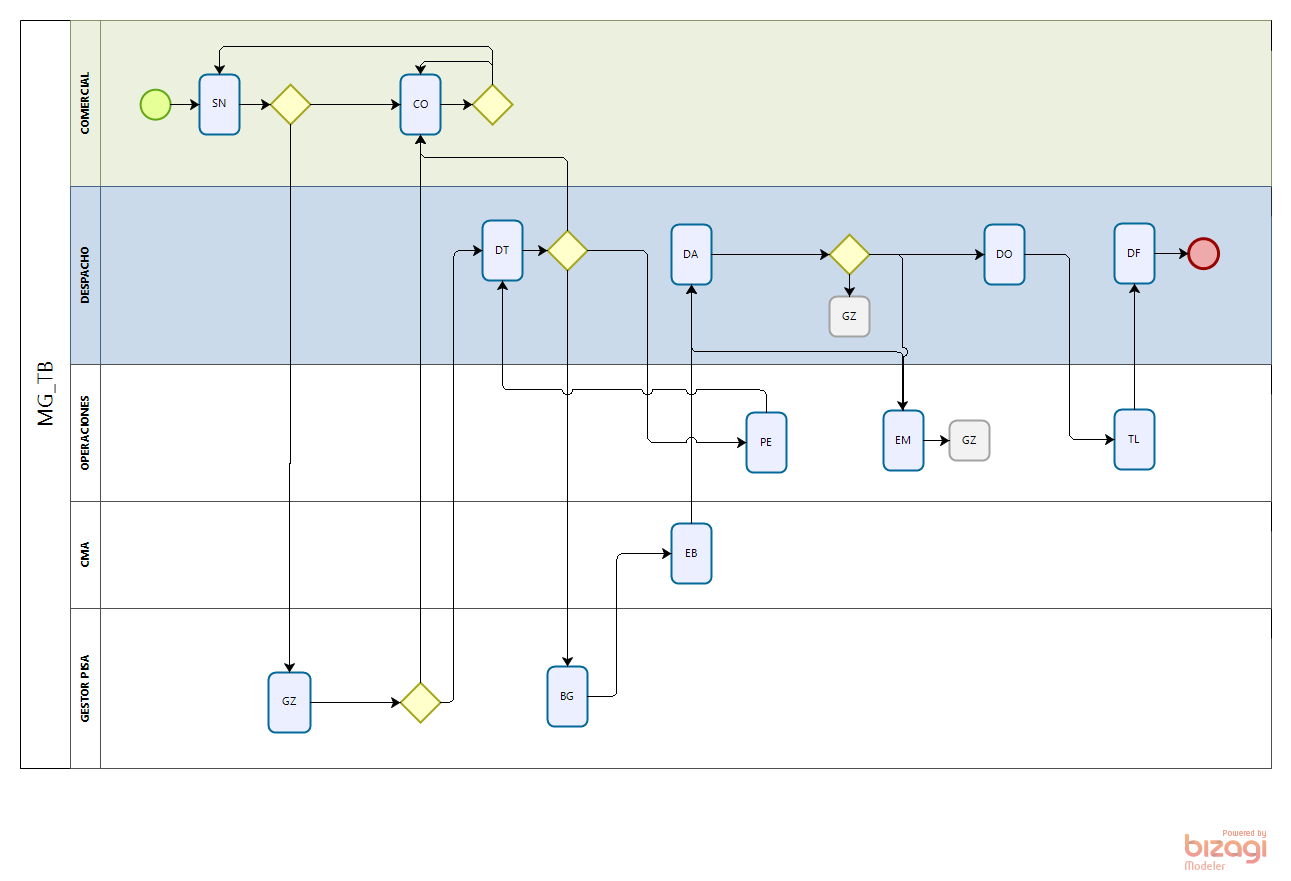 MG_TB
COMERCIAL
SN
CO
DESPACHO
DT
DA
GZ
DO
DF
OPERACIONES
PE
EM
GZ
TL
CMA
EB
GESTOR PISA
GZ
BG
Powered by
bizagi
Modeler